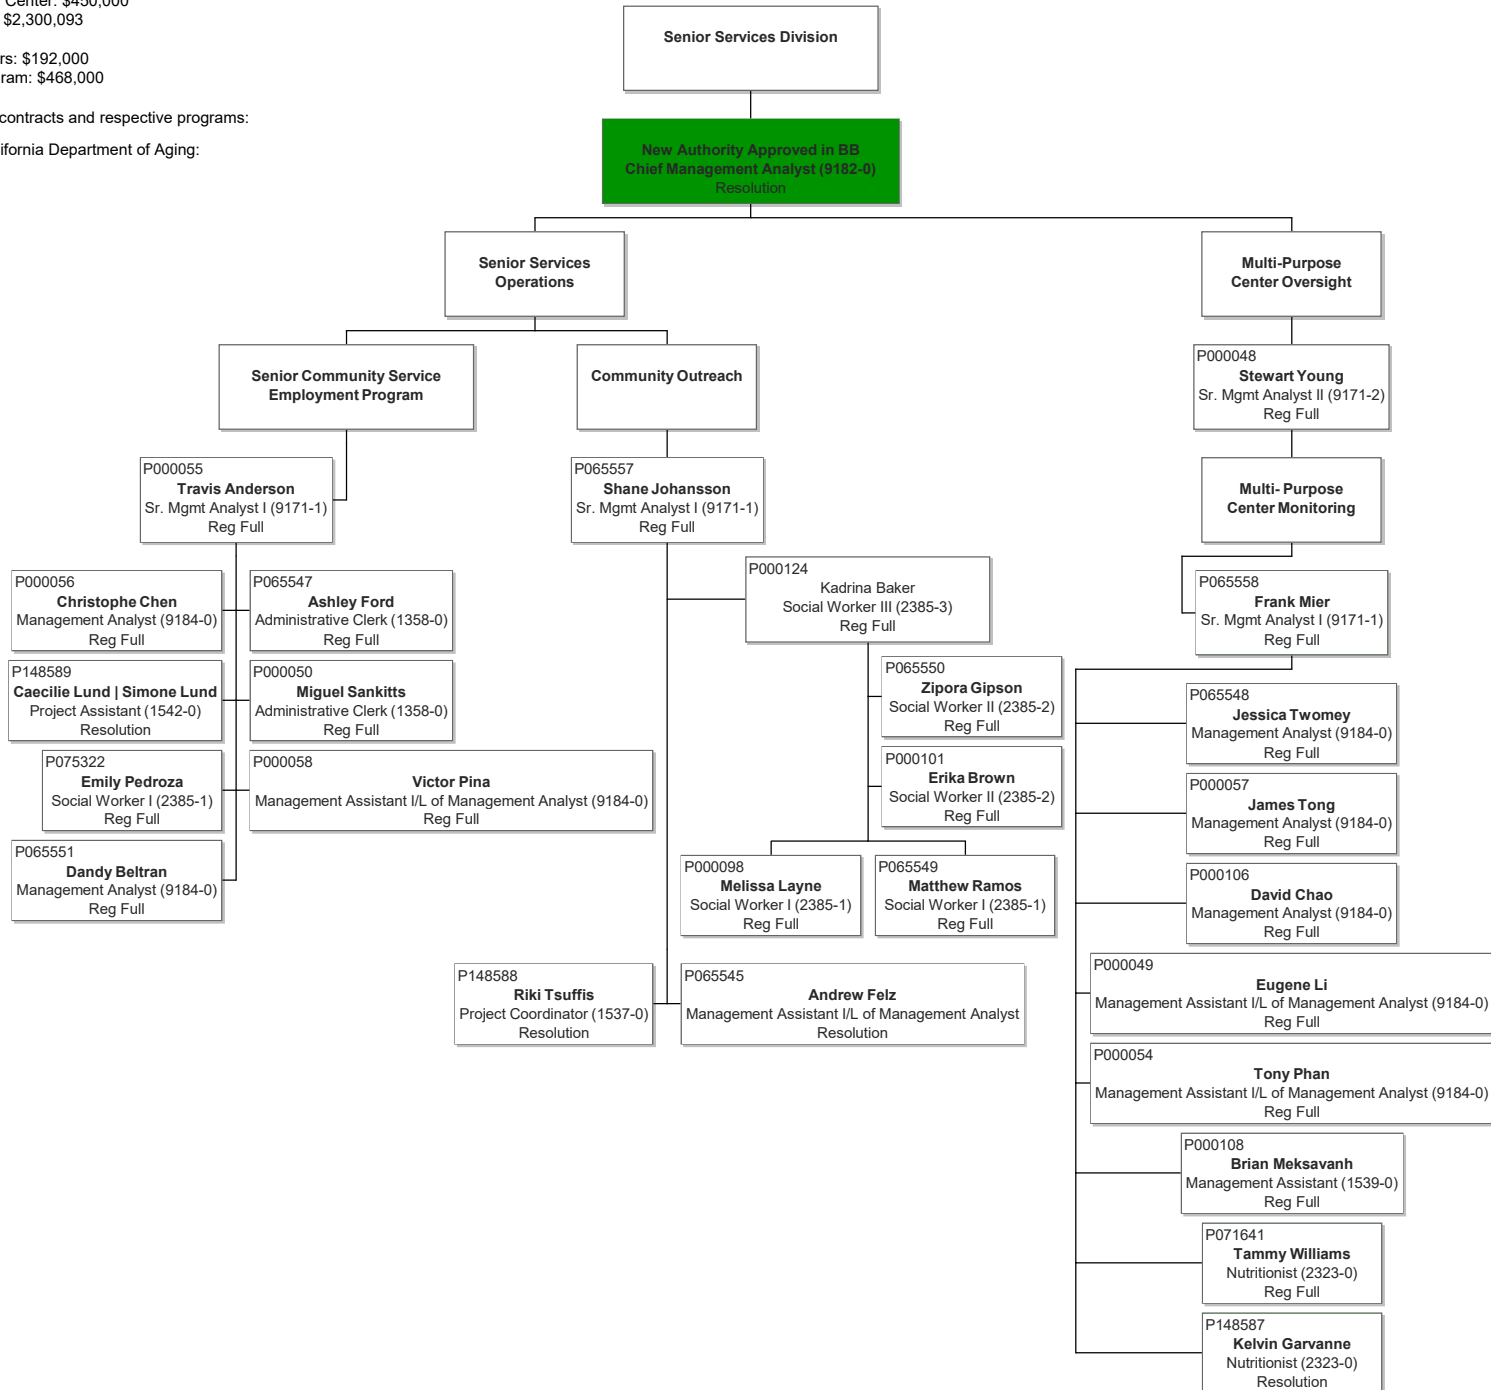 Center: $450,000
$2,300,093
rs: $192,000
ram: $468,000
contracts and respective programs:
ifornia Department of Aging:
Senior Services Division
New Authority Approved in BB
Chief Management Analyst (9182-0)
Resolution
Senior Services
Operations
Multi-Purpose
Center Oversight
Senior Community Service
Employment Program
Community Outreach
P000048
Stewart Young
Sr. Mgmt Analyst II (9171-2)
Reg Full
P000055
Travis Anderson
Sr. Mgmt Analyst I (9171-1)
Reg Full
P065557
Shane Johansson
Sr. Mgmt Analyst I (9171-1)
Reg Full
Multi- Purpose
Center Monitoring
P000056
Christophe Chen
Management Analyst (9184-0)
Reg Full
P065547
Ashley Ford
Administrative Clerk (1358-0)
Reg Full
P148589
Caecilie Lund | Simone Lund
Project Assistant (1542-0)
Resolution
P000050
Miguel Sankitts
Administrative Clerk (1358-0)
Reg Full
P075322
Emily Pedroza
Social Worker I (2385-1)
Reg Full
P000058
Victor Pina
Management Assistant I/L of Management Analyst (9184-0)
Reg Full
P065551
Dandy Beltran
Management Analyst (9184-0)
Reg Full
P000124
Kadrina Baker
Social Worker III (2385-3)
Reg Full
P065550
Zipora Gipson
Social Worker II (2385-2)
Reg Full
P000101
Erika Brown
Social Worker II (2385-2)
Reg Full
P000098
Melissa Layne
Social Worker I (2385-1)
Reg Full
P065549
Matthew Ramos
Social Worker I (2385-1)
Reg Full
P148588
Riki Tsuffis
Project Coordinator (1537-0)
Resolution
P065545
Andrew Felz
Management Assistant I/L of Management Analyst
Resolution
P065558
Frank Mier
Sr. Mgmt Analyst I (9171-1)
Reg Full
P065548
Jessica Twomey
Management Analyst (9184-0)
Reg Full
P000057
James Tong
Management Analyst (9184-0)
Reg Full
P000106
David Chao
Management Analyst (9184-0)
Reg Full
P000049
Eugene Li
Management Assistant I/L of Management Analyst (9184-0)
Reg Full
P000054
Tony Phan
Management Assistant I/L of Management Analyst (9184-0)
Reg Full
P000108
Brian Meksavanh
Management Assistant (1539-0)
Reg Full
P071641
Tammy Williams
Nutritionist (2323-0)
Reg Full
P148587
Kelvin Garvanne
Nutritionist (2323-0)
Resolution